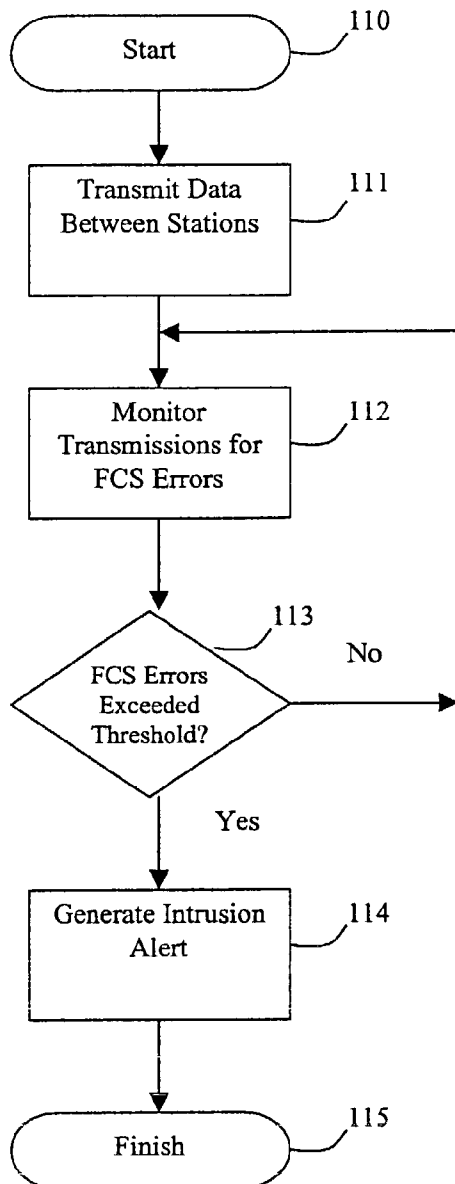 Start
110
Transmit Data
Between Stations
111
Monitor
Transmissions for
FCS Errors
112
113
FCS Errors
Exceeded
Threshold?
No
Yes
Generate Intrusion
Alert
114
Finish
115